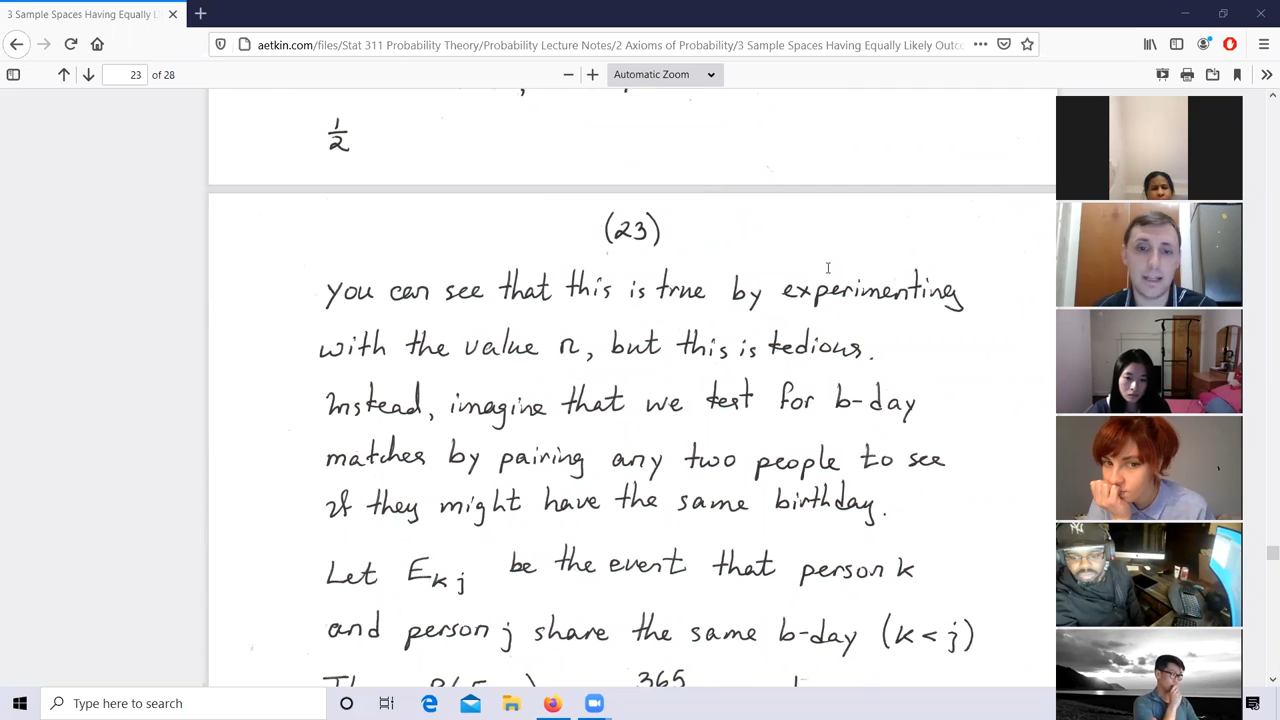 3 Sample Spaces Having Equally L
aetkin.com/files/Stat 311 Probability Theory/Probability Lecture Notes/2 Axioms of Probability/3 Sample Spaces Having Equally Likely Outco
23 of 28
Automatic Zoom
1/2
(23)
you can see that this is true by experimenting
with the value n, but this is tedious.
Instead, imagine that we test for b-day
matches by pairing any two people to see
if they might have the same birthday.
Let E_kj be the event that person k
and person j share the same b-day (k < j)
365
Type here to search